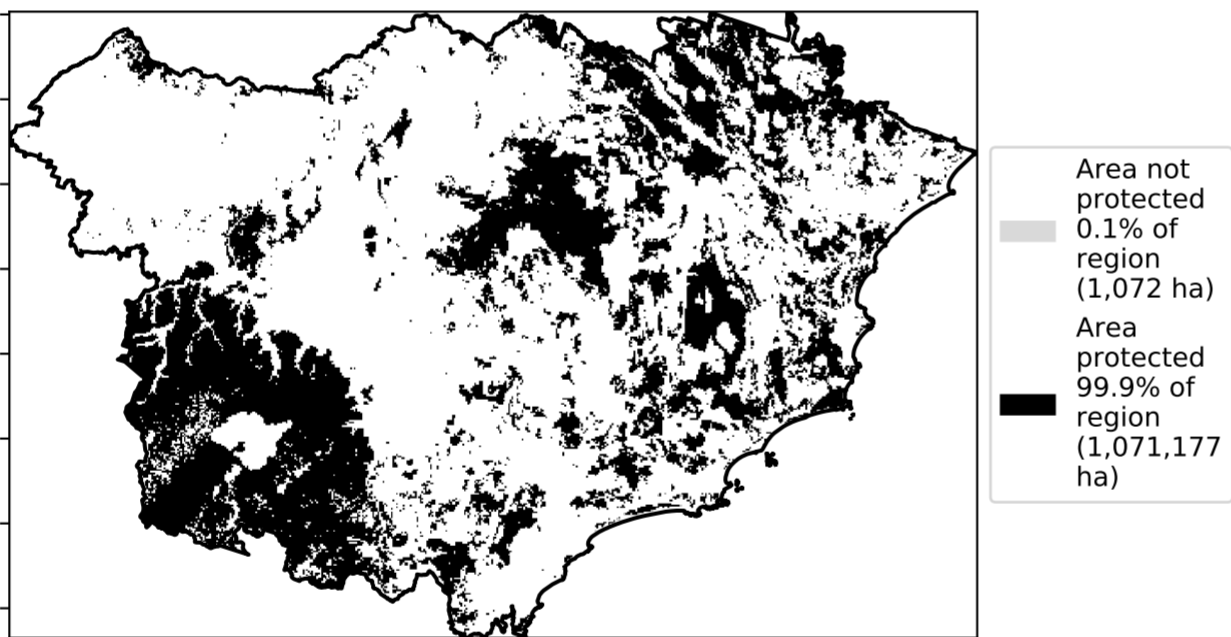 Area not
protected
0.1% of
region
(1,072 ha)
Area
protected
99.9% of
region
(1,071,177
ha)